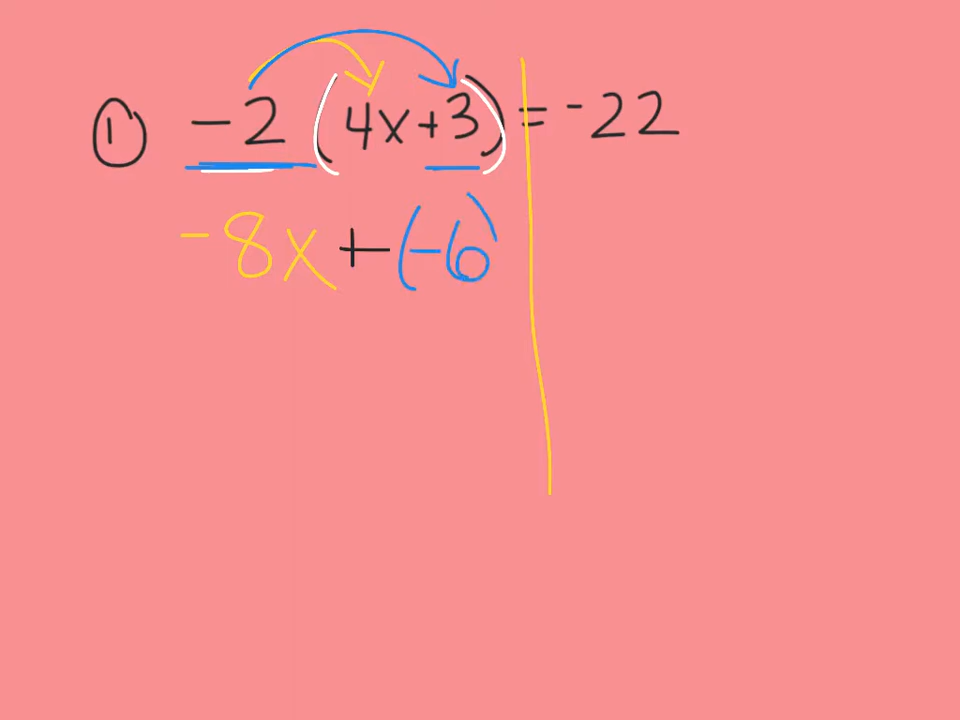 ① -2 (4x+3) = -22
-8x + (-6)